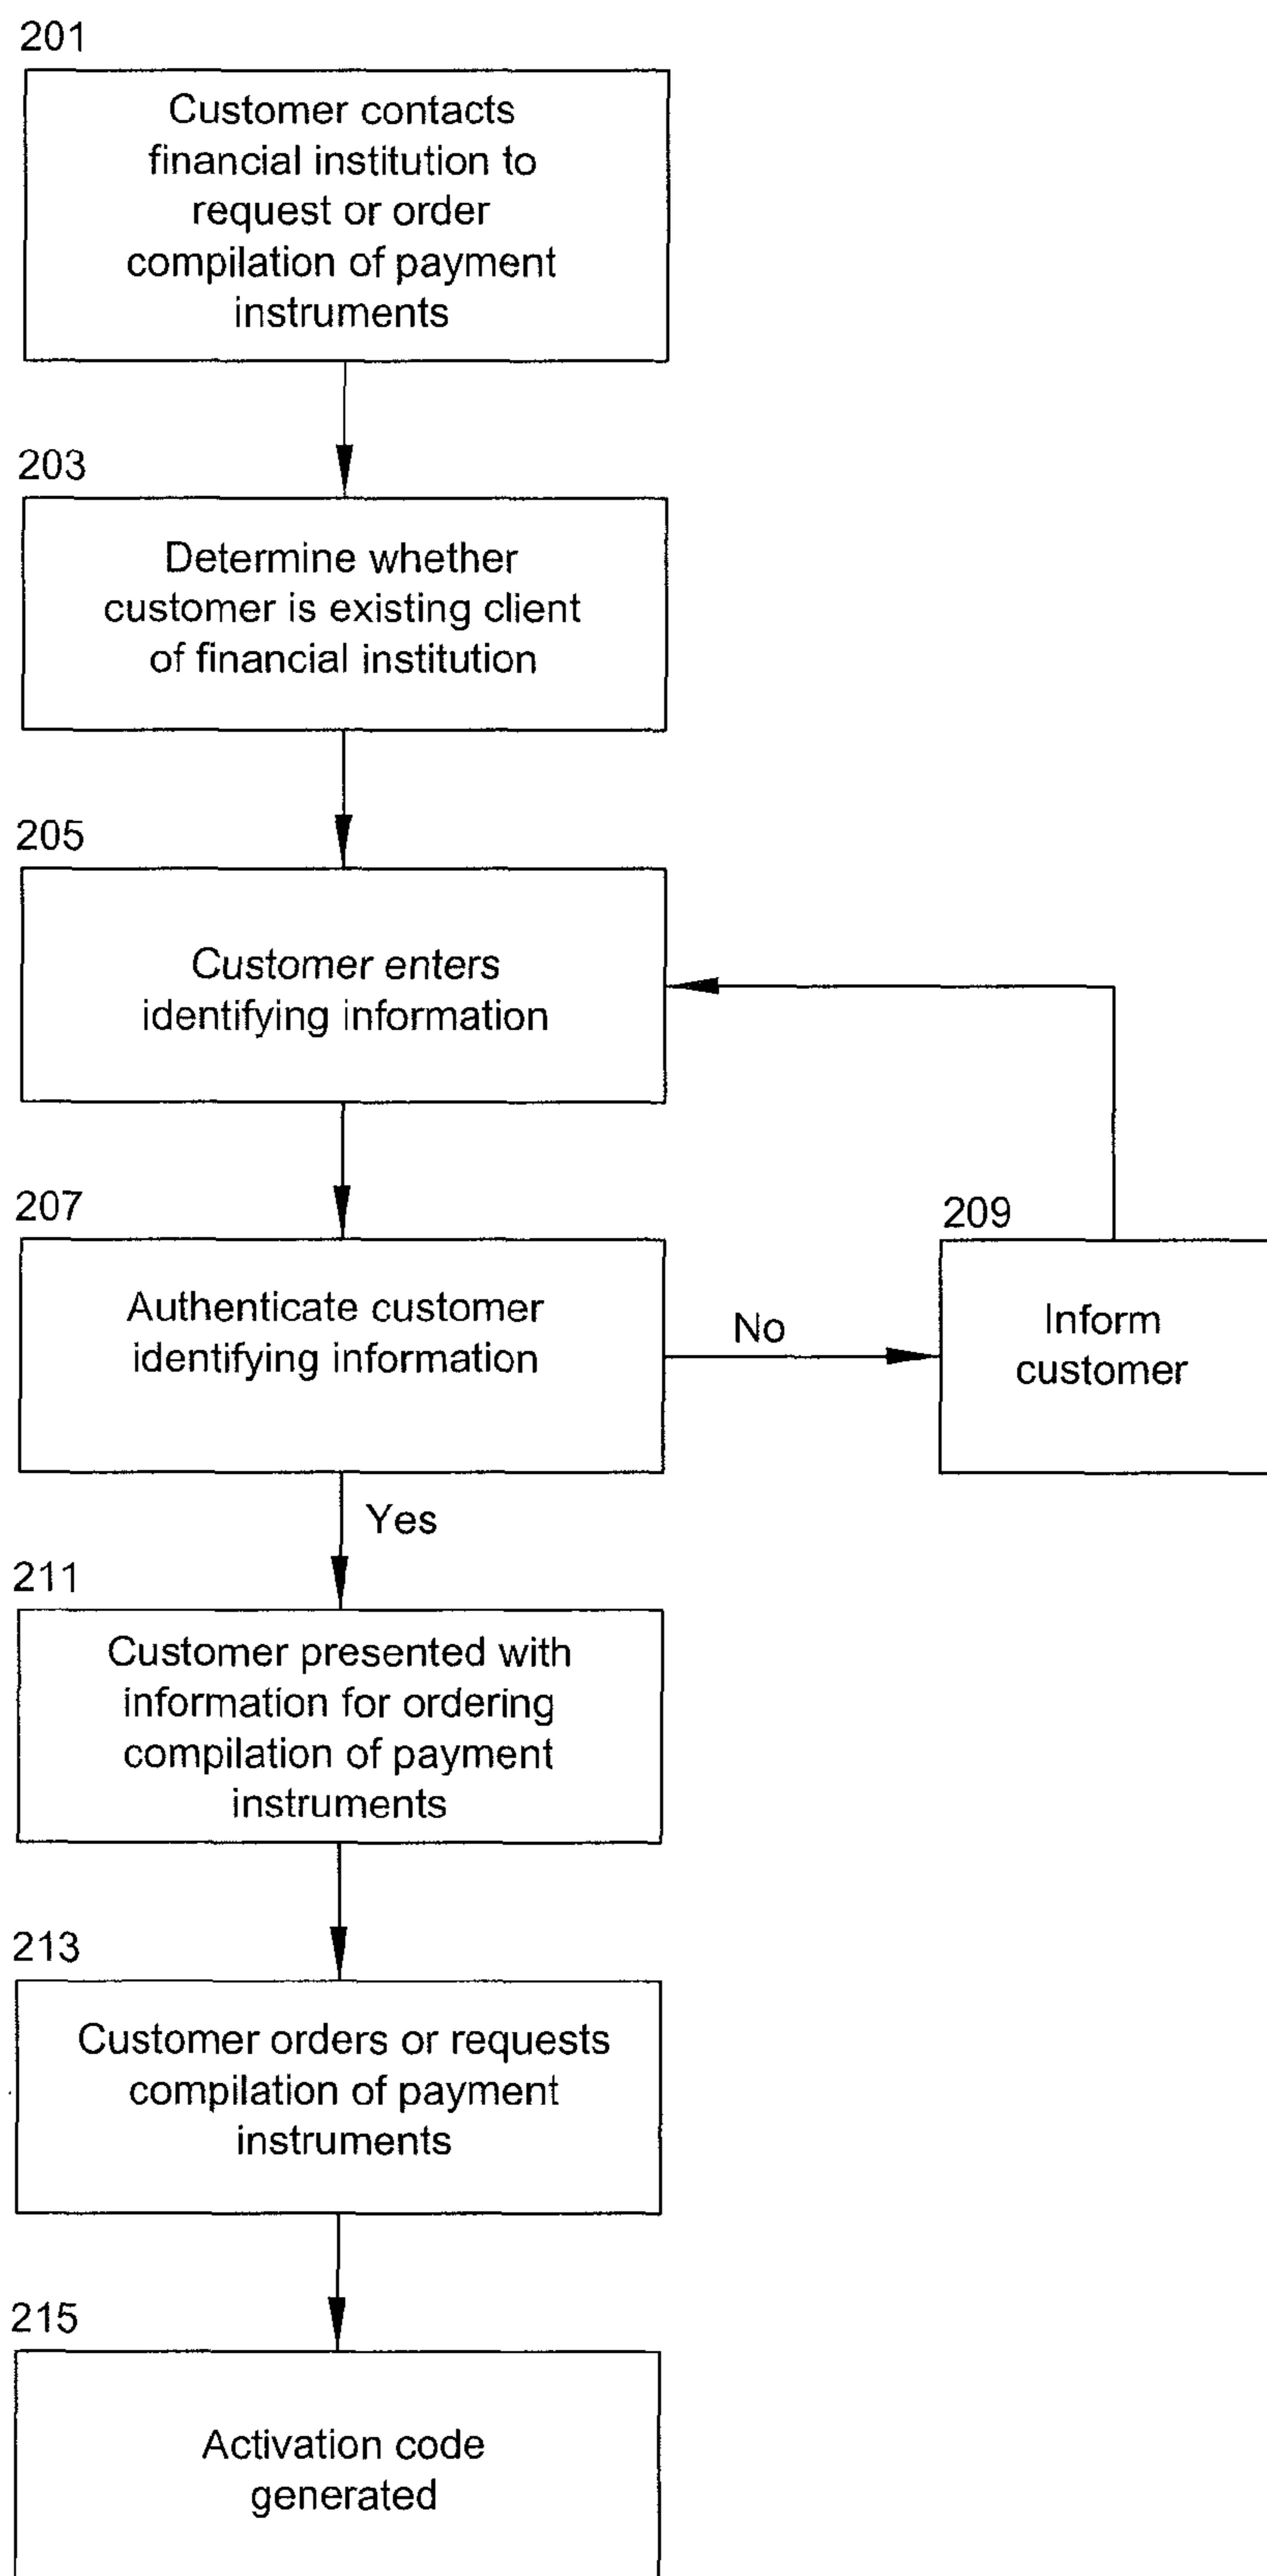 201
Customer contacts
financial institution to
request or order
compilation of payment
instruments
203
Determine whether
customer is existing client
of financial institution
205
Customer enters
identifying information
207
Authenticate customer
identifying information
No
209
Inform
customer
Yes
211
Customer presented with
information for ordering
compilation of payment
instruments
213
Customer orders or requests
compilation of payment
instruments
215
Activation code
generated